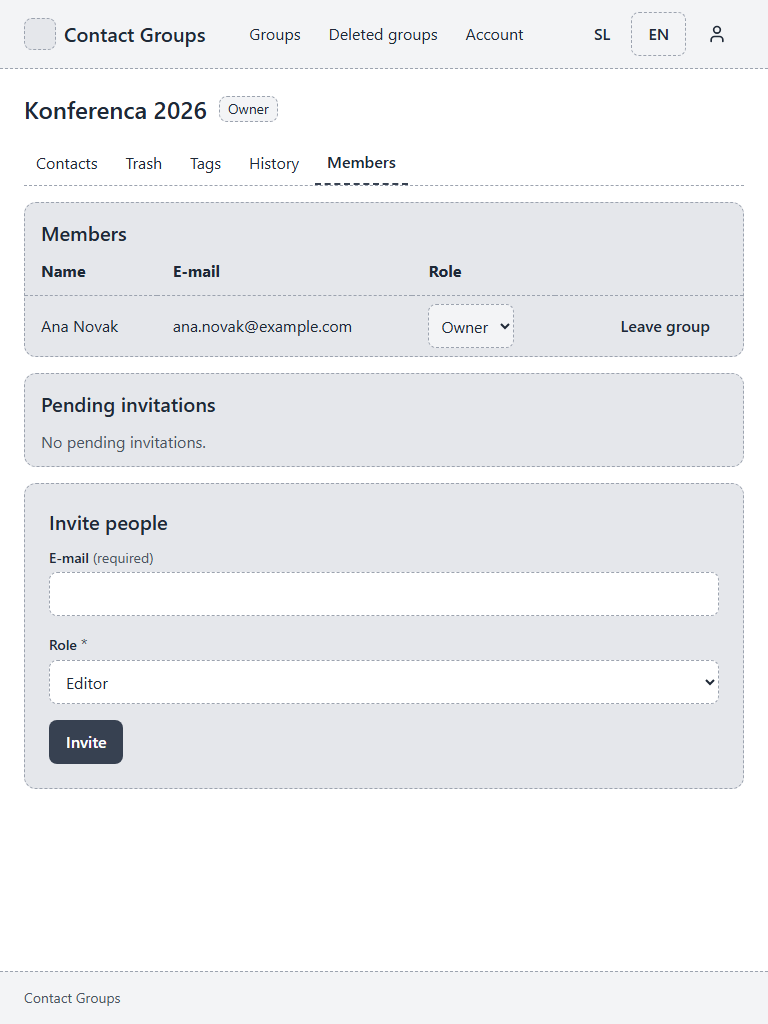 Contact Groups Groups Deleted groups Account SL EN
Konferenca 2026 Owner
Contacts Trash Tags History Members
Members
Name E-mail Role
Ana Novak ana.novak@example.com Owner Leave group
Pending invitations
No pending invitations.
Invite people
E-mail (required)
Role *
Editor
Invite
Contact Groups